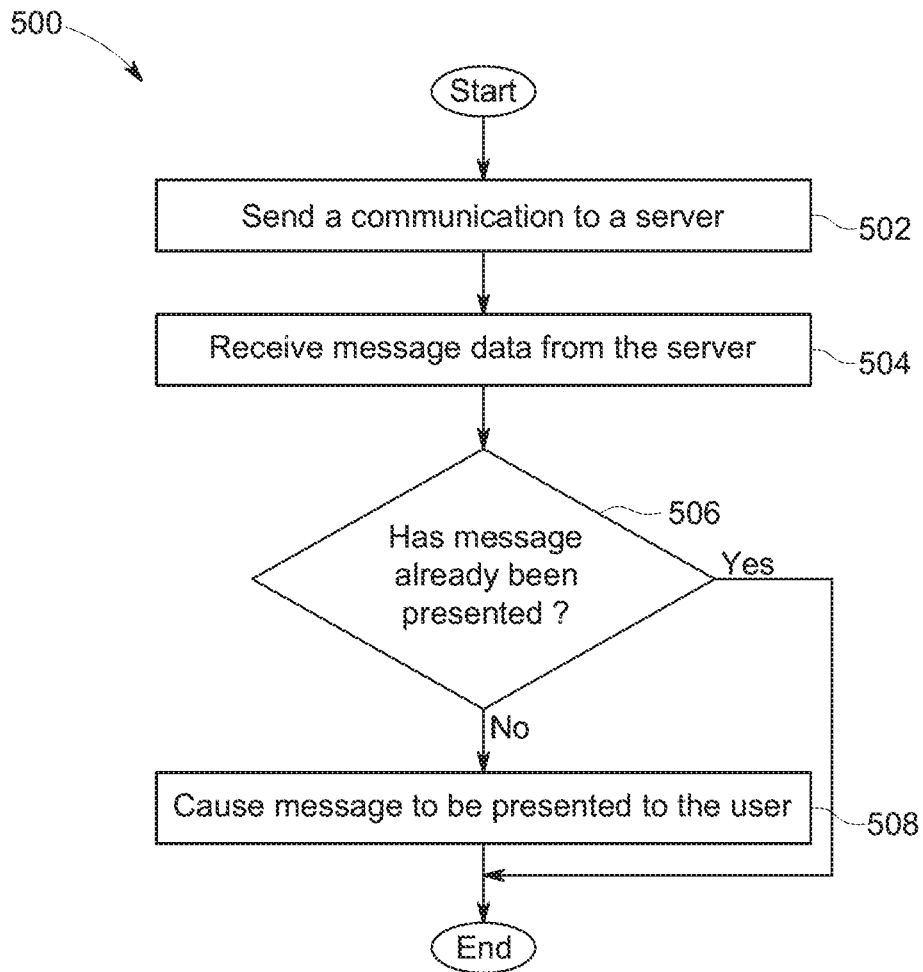 500
Start
Send a communication to a server
502
Receive message data from the server
504
506
Has message
already been
presented ?
Yes
No
Cause message to be presented to the user
508
End